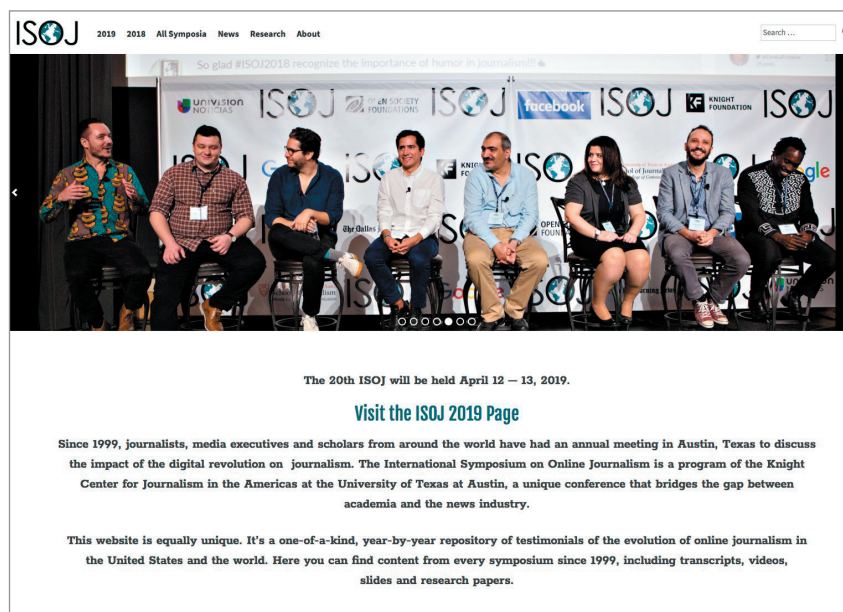 ISOJ
2019 2018 All Symposia News Research About
Search ...
So glad #ISOJ2018 recognize the importance of humor in journalism!!!
UNIVISION NOTICIAS
ISOJ
OPEN SOCIETY FOUNDATIONS
ISOJ
facebook
ISOJ
KNIGHT FOUNDATION
ISOJ
The Dallas
Google
The 20th ISOJ will be held April 12 — 13, 2019.
Visit the ISOJ 2019 Page
Since 1999, journalists, media executives and scholars from around the world have had an annual meeting in Austin, Texas to discuss
the impact of the digital revolution on journalism. The International Symposium on Online Journalism is a program of the Knight
Center for Journalism in the Americas at the University of Texas at Austin, a unique conference that bridges the gap between
academia and the news industry.
This website is equally unique. It's a one-of-a-kind, year-by-year repository of testimonials of the evolution of online journalism in
the United States and the world. Here you can find content from every symposium since 1999, including transcripts, videos,
slides and research papers.